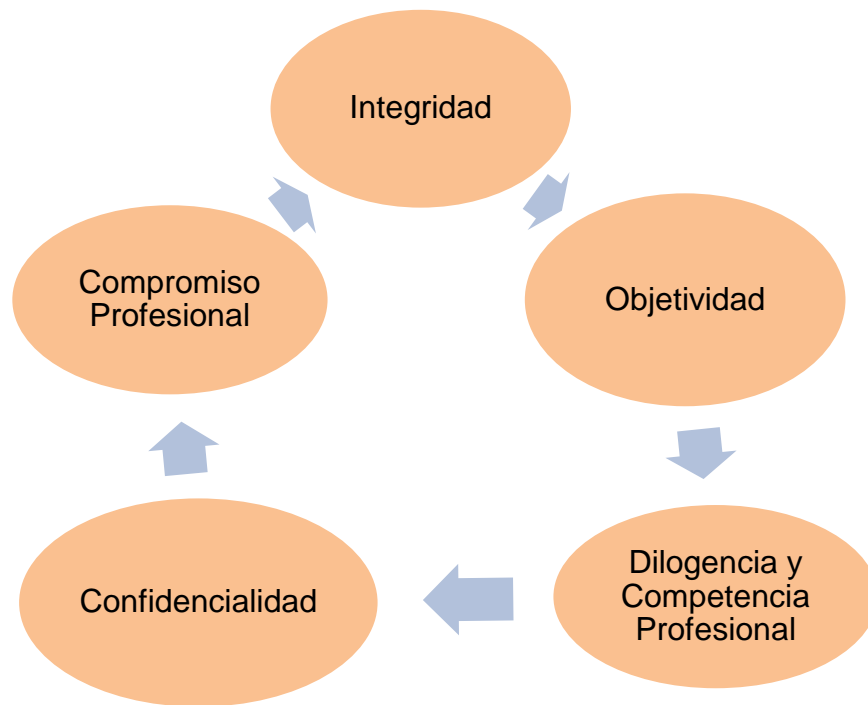 Integridad
Objetividad
Dilogencia y
Competencia
Profesional
Confidencialidad
Compromiso
Profesional